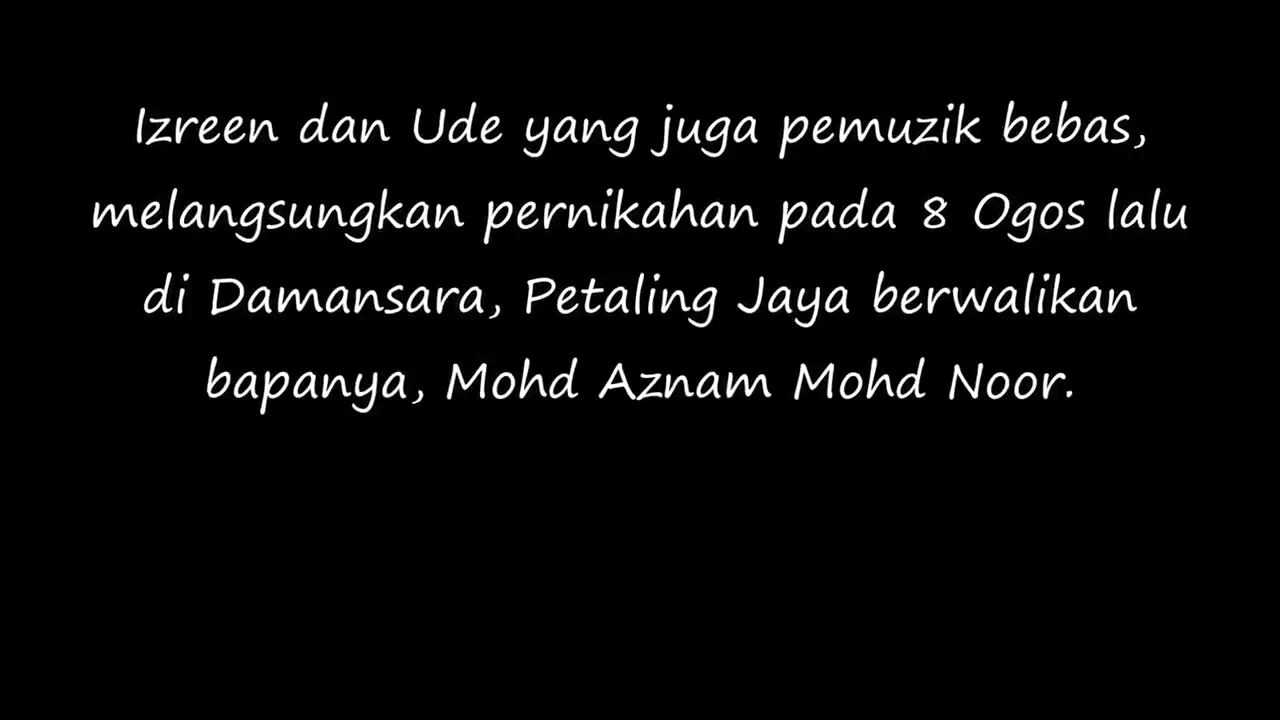 Izreen dan Ude yang juga pemuzik bebas,
melangsungkan pernikahan pada 8 Ogos lalu
di Damansara, Petaling Jaya berwalikan
bapanya, Mohd Aznam Mohd Noor.